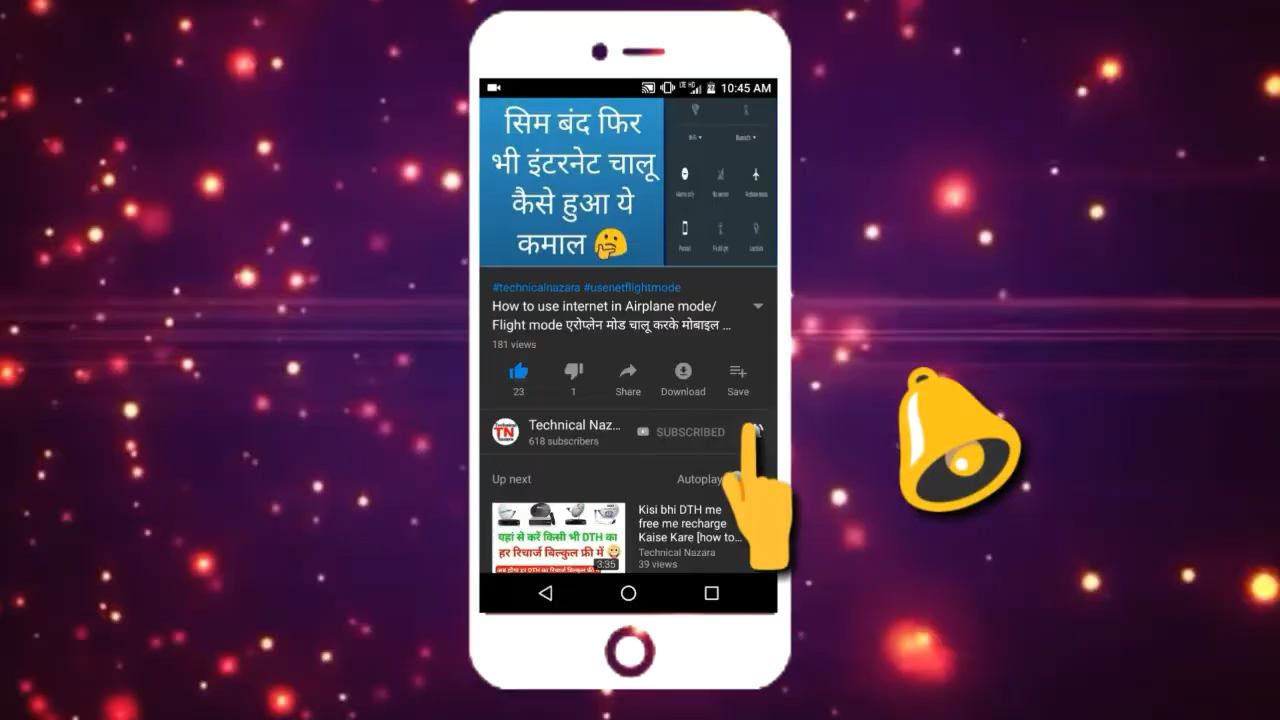 10:45 AM
सिम बंद फिर
भी इंटरनेट चालू
कैसे हुआ ये
कमाल 🤔
#technicalnazara #usenetflightmode
How to use internet in Airplane mode/
Flight mode एरोप्लेन मोड चालू करके मोबाइल ...
181 views
23
1
Share
Download
Save
TN
Technical Naz...
618 subscribers
SUBSCRIBED
Up next
Autoplay
यहां से करें किसी भी DTH का
हर रिचार्ज बिल्कुल फ्री में
3:35
Kisi bhi DTH me
free me recharge
Kaise Kare [how to...
Technical Nazara
39 views